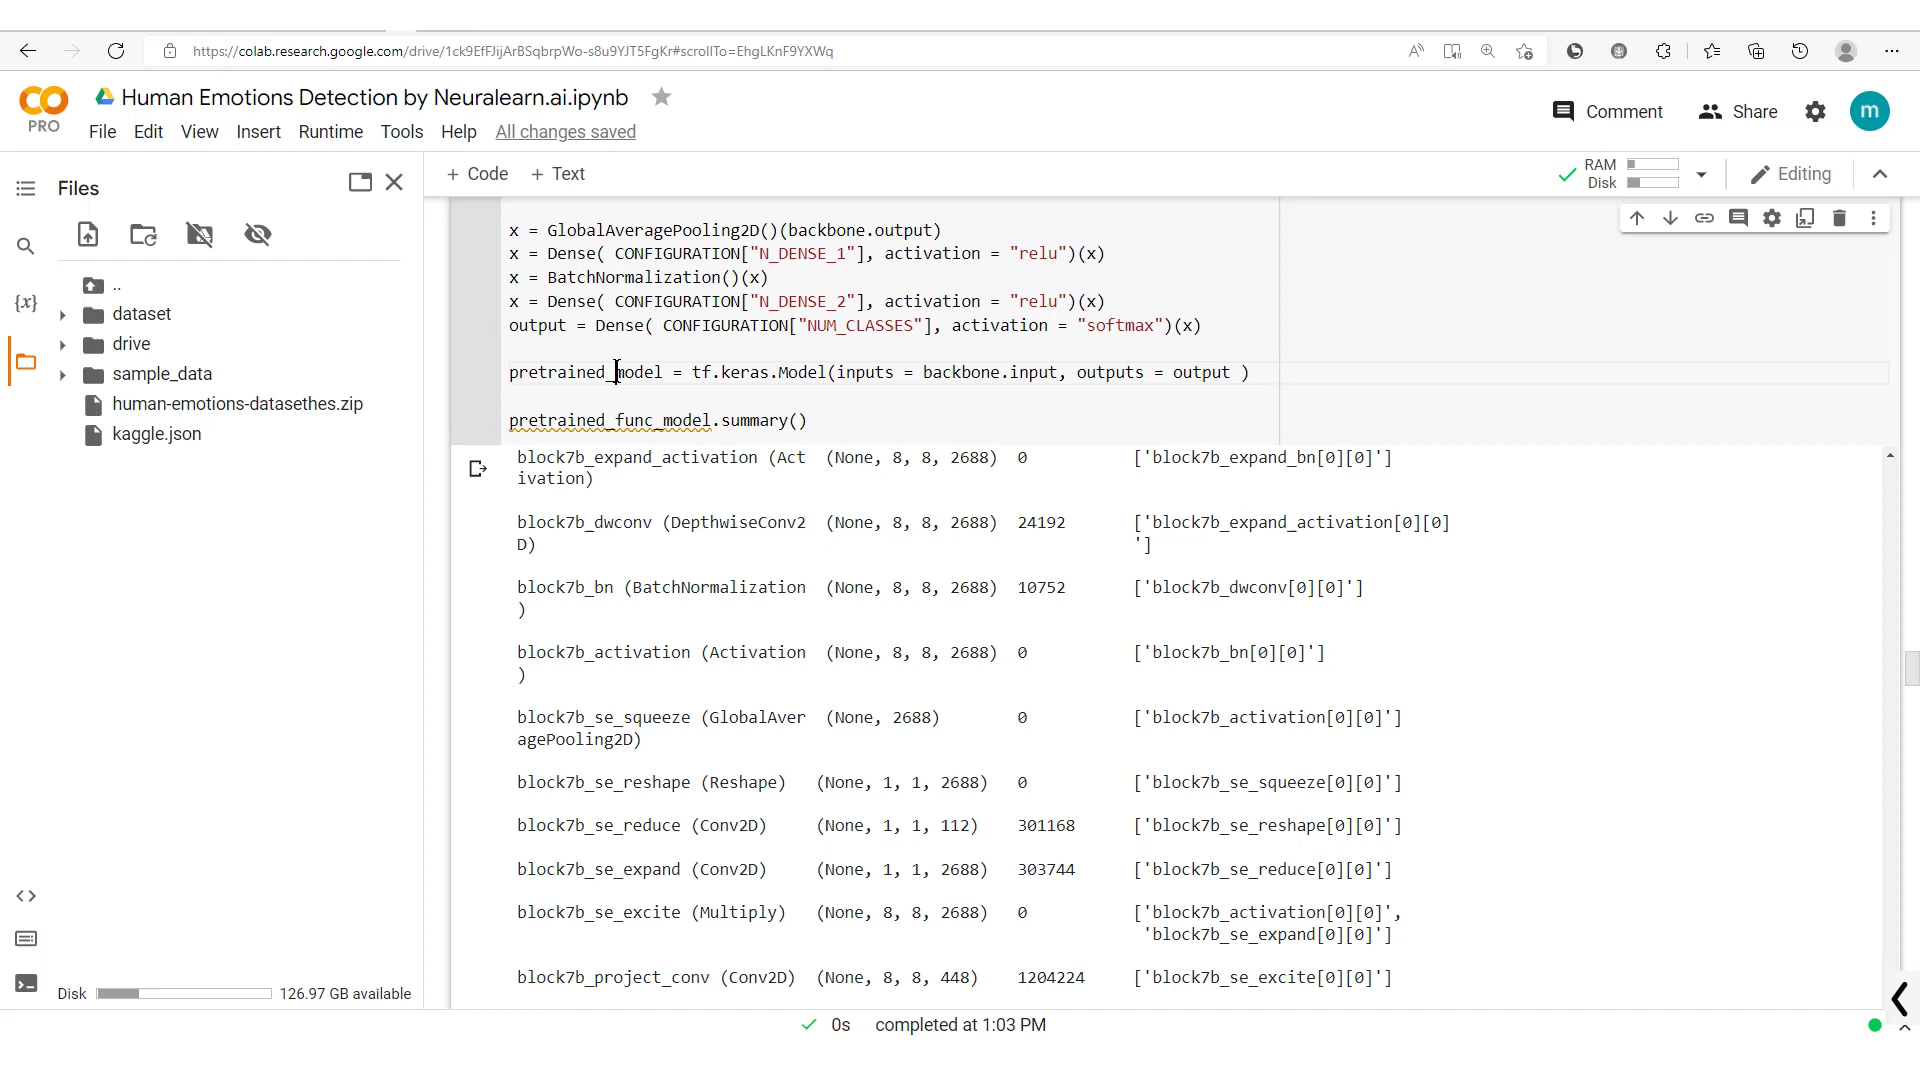 https://colab.research.google.com/drive/1ck9EfFJijArBSqbrpWo-s8u9YJT5FgKr#scrollTo=EhgLKnF9YXWq
Human Emotions Detection by Neuralearn.ai.ipynb
PRO
File Edit View Insert Runtime Tools Help All changes saved
Comment Share m
Files
+ Code + Text
RAM
Disk
Editing
..
dataset
drive
sample_data
human-emotions-datasethes.zip
kaggle.json
{x}
Disk 126.97 GB available
x = GlobalAveragePooling2D()(backbone.output)
x = Dense( CONFIGURATION["N_DENSE_1"], activation = "relu")(x)
x = BatchNormalization()(x)
x = Dense( CONFIGURATION["N_DENSE_2"], activation = "relu")(x)
output = Dense( CONFIGURATION["NUM_CLASSES"], activation = "softmax")(x)
pretrained_model = tf.keras.Model(inputs = backbone.input, outputs = output )
pretrained_func_model.summary()
block7b_expand_activation (Act (None, 8, 8, 2688) 0 ['block7b_expand_bn[0][0]']
ivation)
block7b_dwconv (DepthwiseConv2 (None, 8, 8, 2688) 24192 ['block7b_expand_activation[0][0]
D) ']
block7b_bn (BatchNormalization (None, 8, 8, 2688) 10752 ['block7b_dwconv[0][0]']
)
block7b_activation (Activation (None, 8, 8, 2688) 0 ['block7b_bn[0][0]']
)
block7b_se_squeeze (GlobalAver (None, 2688) 0 ['block7b_activation[0][0]']
agePooling2D)
block7b_se_reshape (Reshape) (None, 1, 1, 2688) 0 ['block7b_se_squeeze[0][0]']
block7b_se_reduce (Conv2D) (None, 1, 1, 112) 301168 ['block7b_se_reshape[0][0]']
block7b_se_expand (Conv2D) (None, 1, 1, 2688) 303744 ['block7b_se_reduce[0][0]']
block7b_se_excite (Multiply) (None, 8, 8, 2688) 0 ['block7b_activation[0][0]',
'block7b_se_expand[0][0]']
block7b_project_conv (Conv2D) (None, 8, 8, 448) 1204224 ['block7b_se_excite[0][0]']
0s completed at 1:03 PM